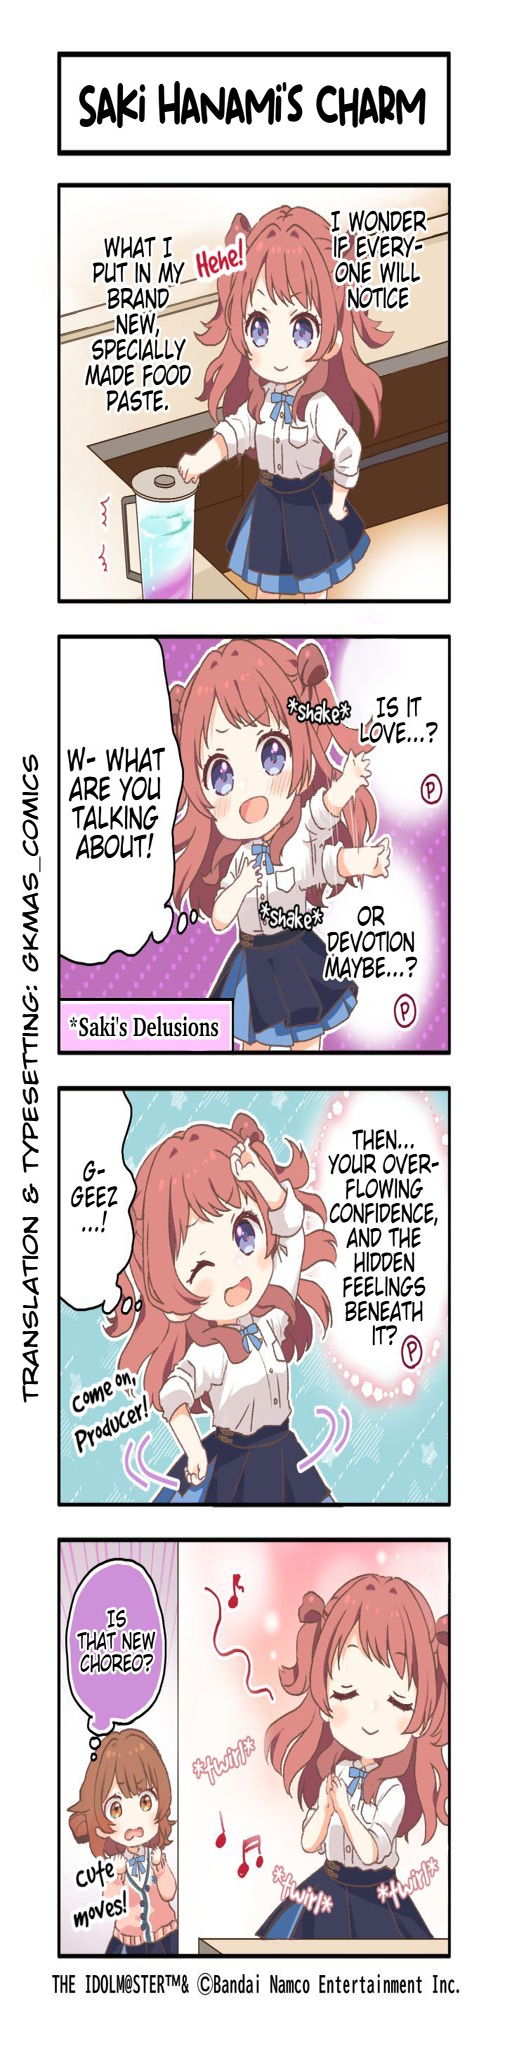 SAKI HANAMI'S CHARM
I WONDER
IF EVERY-
ONE WILL
NOTICE
Hehe!
WHAT I
PUT IN MY
BRAND
NEW,
SPECIALLY
MADE FOOD
PASTE.
IS IT
LOVE...?
P
*shake*
W- WHAT
ARE YOU
TALKING
ABOUT!
*shake*
OR
DEVOTION
MAYBE...?
P
*Saki's Delusions
THEN...
YOUR OVER-
FLOWING
CONFIDENCE,
AND THE
HIDDEN
FEELINGS
BENEATH
IT?
P
G-
GEEZ
...!
Come on,
Producer!
IS
THAT NEW
CHOREO?
*twirl*
*twirl*
*twirl*
cute
moves!
TRANSLATION & TYPESETTING: GKMAS_COMICS
THE IDOLM@STER™& ©Bandai Namco Entertainment Inc.